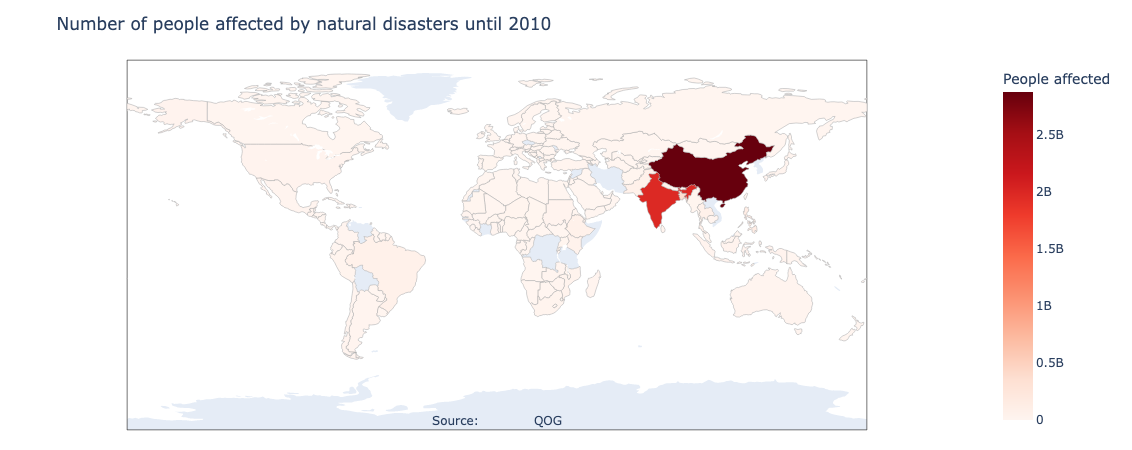 Number of people affected by natural disasters until 2010
People affected
2.5B
2B
1.5B
1B
0.5B
0
Source: QOG